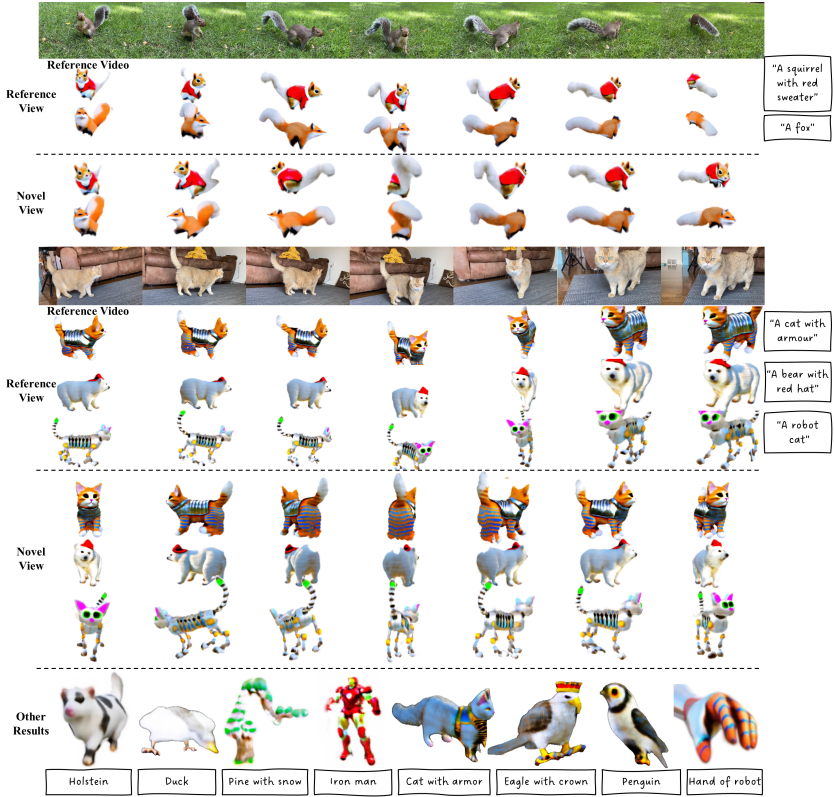 Reference Video
Reference
View
"A squirrel
with red
sweater"
"A fox"
Novel
View
Reference Video
"A cat with
armour"
Reference
View
"A bear with
red hat"
"A robot
cat"
Novel
View
Other
Results
Holstein
Duck
Pine with snow
Iron man
Cat with armor
Eagle with crown
Penguin
Hand of robot